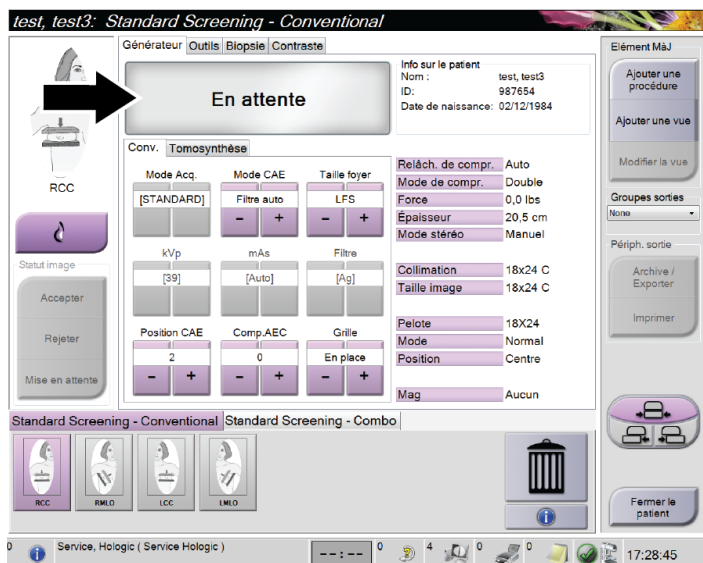 test, test3: Standard Screening - Conventional
Générateur Outils Biopsie Contraste
En attente
Info sur le patient
Nom : test, test3
ID: 987654
Date de naissance: 02/12/1984
RCC
Statut image
Accepter
Rejeter
Mise en attente
Conv. Tomosynthèse
Mode Acq. Mode CAE Taille foyer
[STANDARD] Filtre auto LFS
- + - +
kVp mAs Filtre
[39] [Auto] [Ag]
Position CAE Comp.AEC Grille
2 0 En place
- + - + - +
Relâch. de compr. Auto
Mode de compr. Double
Force 0,0 lbs
Épaisseur 20,5 cm
Mode stéréo Manuel
Collimation 18x24 C
Taille image 18x24 C
Pelote 18X24
Mode Normal
Position Centre
Mag Aucun
Elément MàJ
Ajouter une
procédure
Ajouter une vue
Modifier la vue
Groupes sorties
None
Périph. sortie
Archive /
Exporter
Imprimer
Fermer le
patient
Standard Screening - Conventional Standard Screening - Combo
RCC RMLO LCC LMLO
0 Service, Hologic ( Service Hologic ) --:-- 0 4 0 0 17:28:45